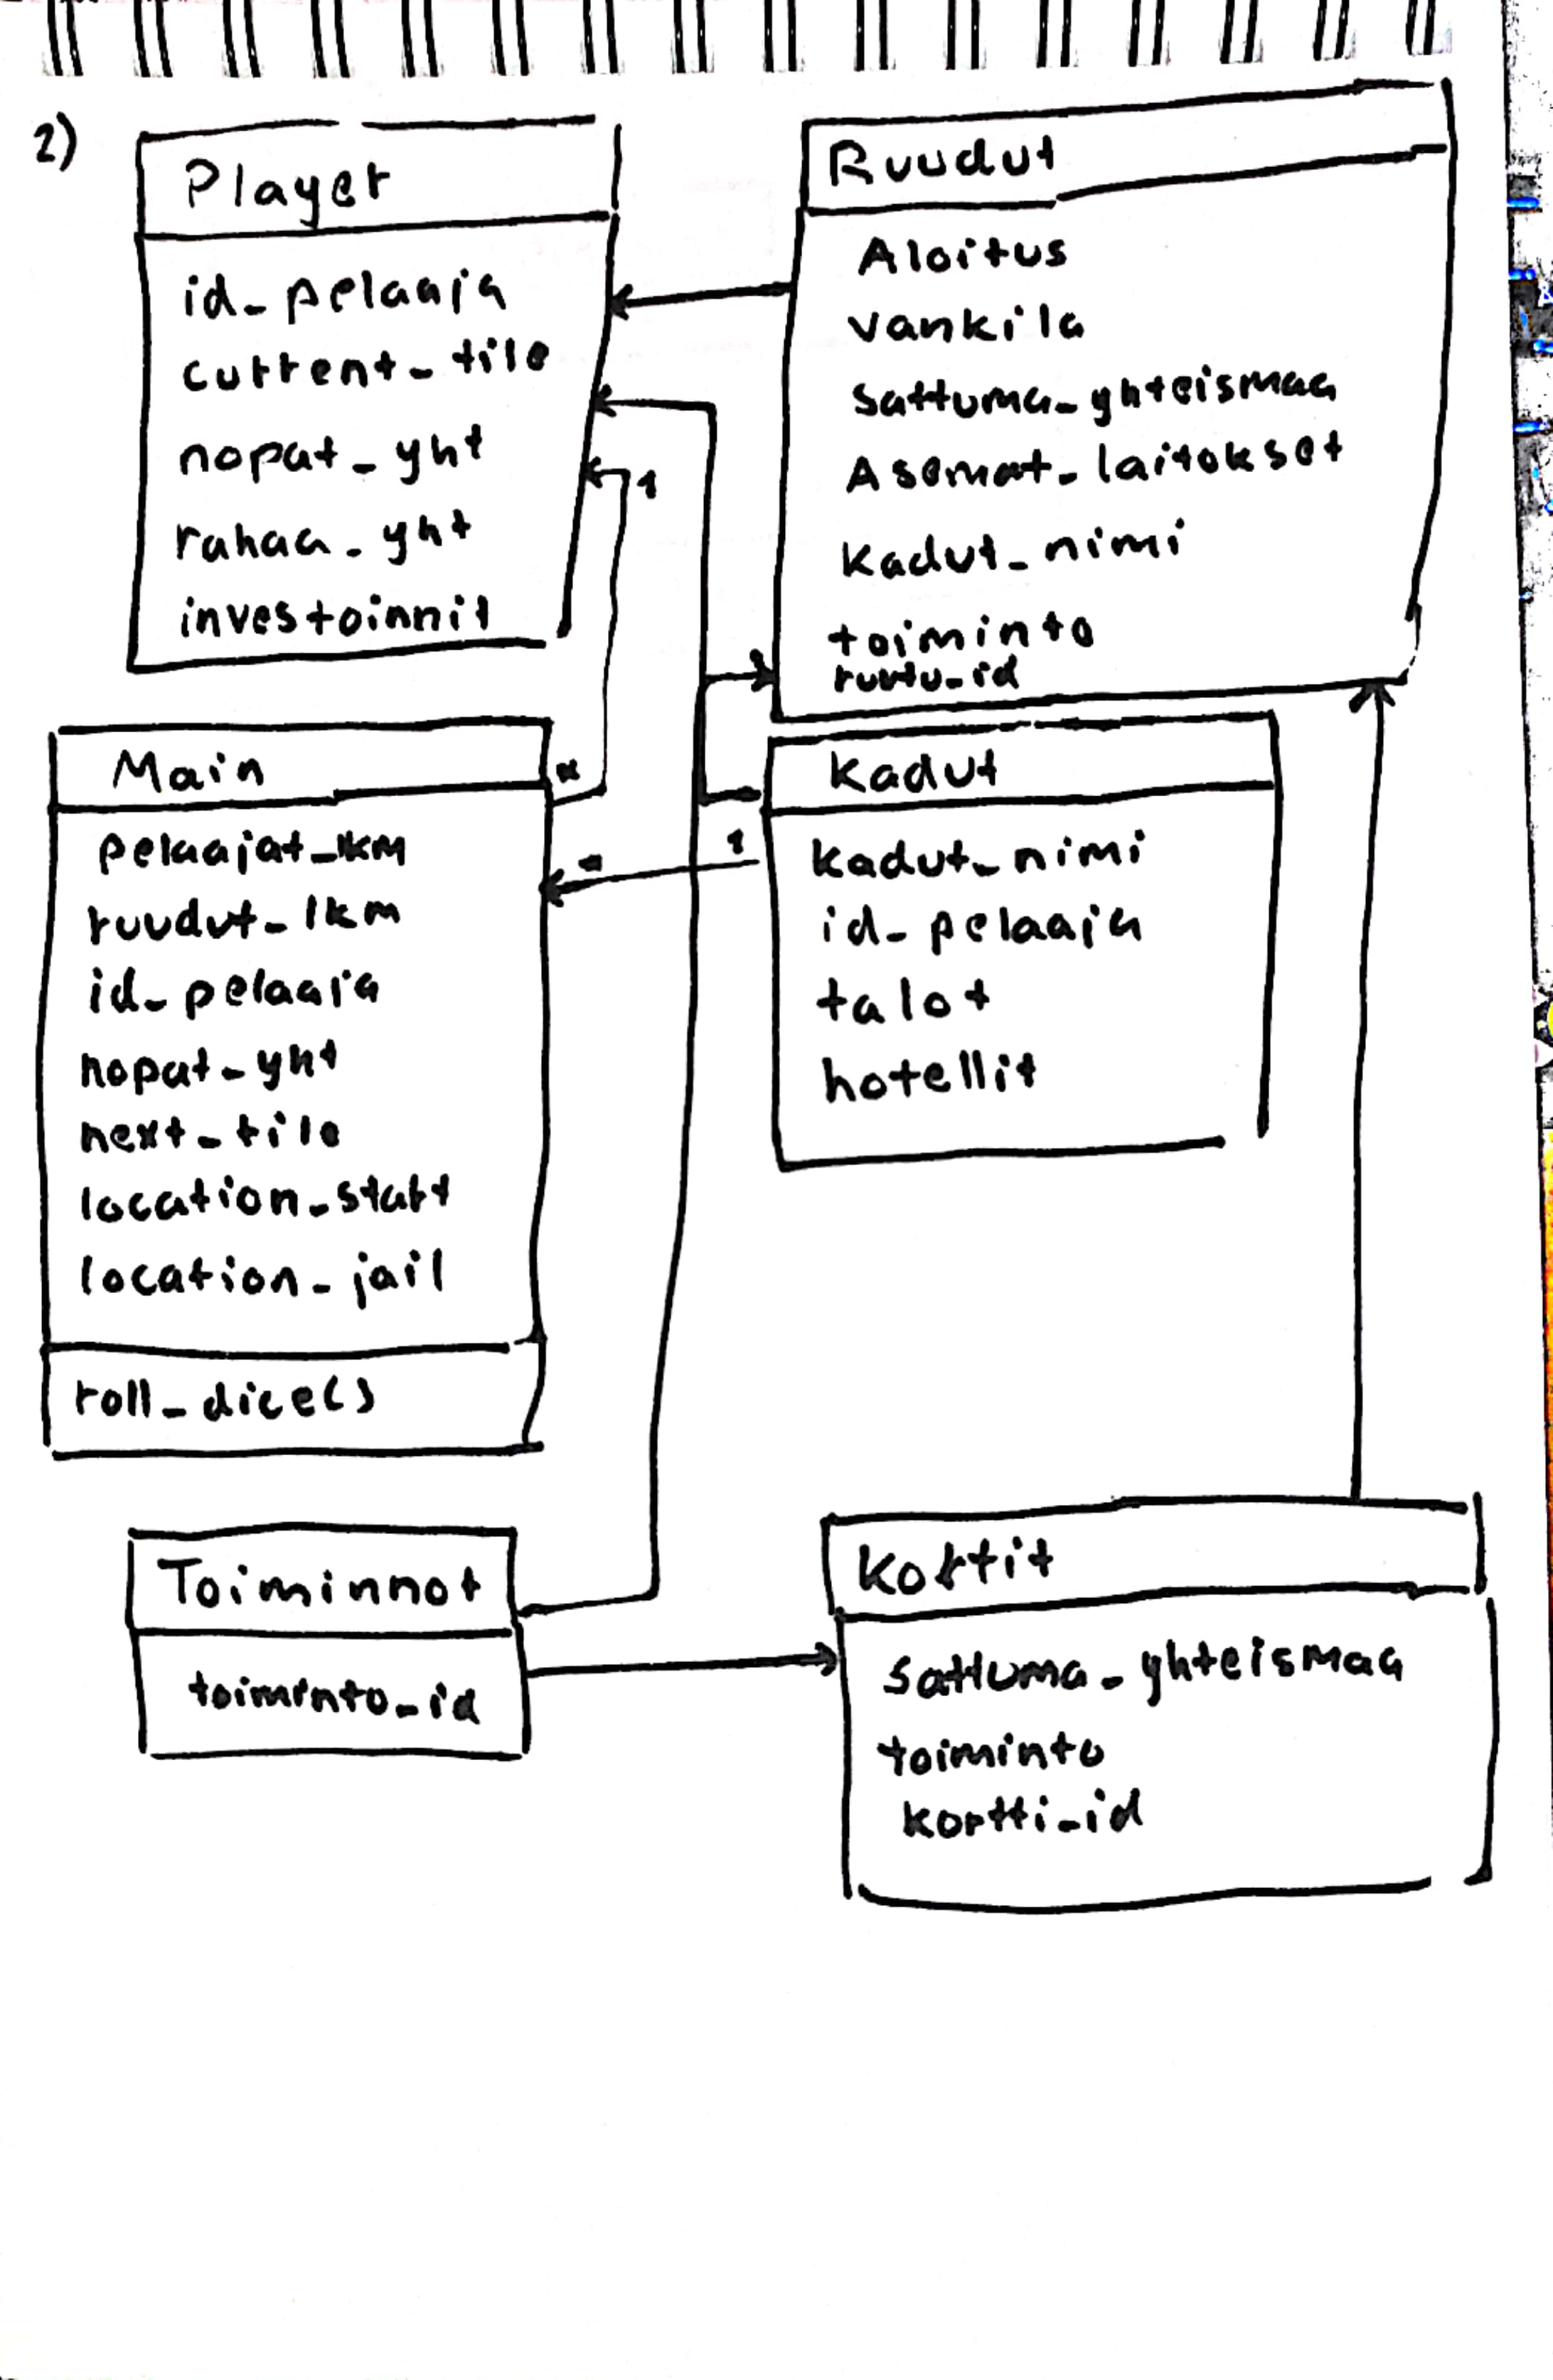 2)
Player
id_pelaaja
current_tile
nopat_yht
rahaa_yht
investoinnit
Ruudut
Aloitus
vankila
sattuma_yhteismaa
Asemat_laitokset
kadut_nimi
toiminto
ruutu_id
1
*
Main
pelaajat_lkm
ruudut_lkm
id_pelaaja
nopat_yht
next_tile
location_start
location_jail
roll_dice()
* 1
kadut
kadut_nimi
id_pelaaja
talot
hotellit
Toiminnot
toiminto_id
kortit
sattuma_yhteismaa
toiminto
kortti_id